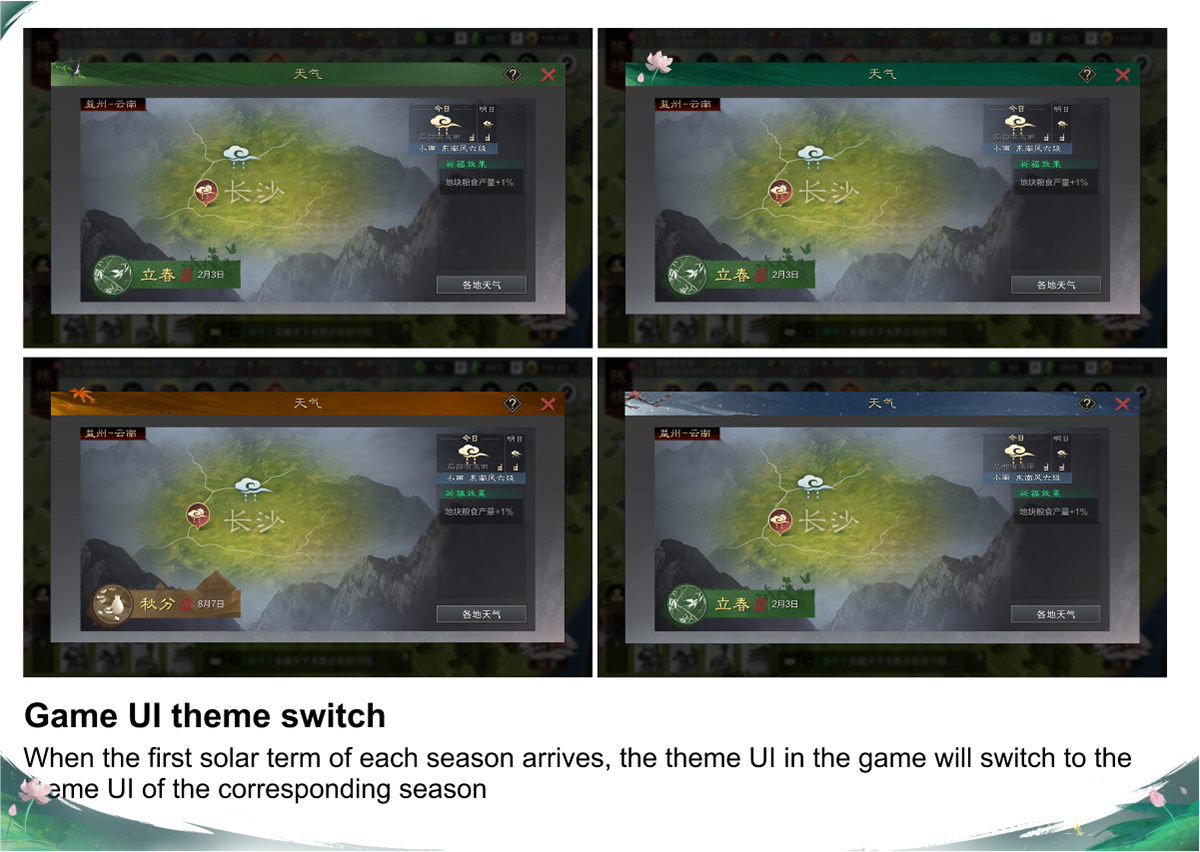 天气
?
天气
?
益州-云南
今日
明日
小雨 东南风六级
祈福效果
地块粮食产量+1%
长沙
立春
2月3日
各地天气
益州-云南
今日
明日
小雨 东南风六级
祈福效果
地块粮食产量+1%
长沙
立春
2月3日
各地天气
天气
?
天气
?
益州-云南
今日
明日
小雨 东南风六级
祈福效果
地块粮食产量+1%
长沙
秋分
8月7日
各地天气
益州-云南
今日
明日
小雨 东南风六级
祈福效果
地块粮食产量+1%
长沙
立春
2月3日
各地天气
Game UI theme switch
When the first solar term of each season arrives, the theme UI in the game will switch to the
eme UI of the corresponding season